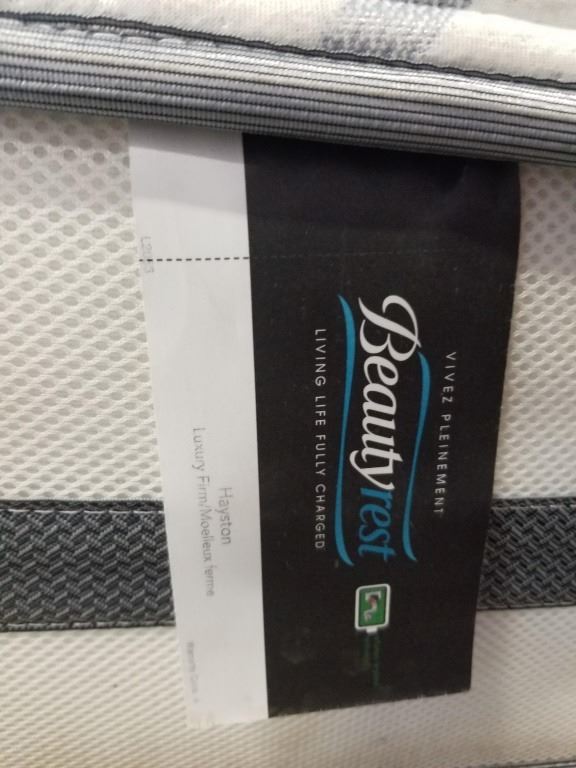 VIVEZ PLEINEMENT
Beautyrest
LIVING LIFE FULLY CHARGED
Hayston
Luxury Firm/Moelleux ferme